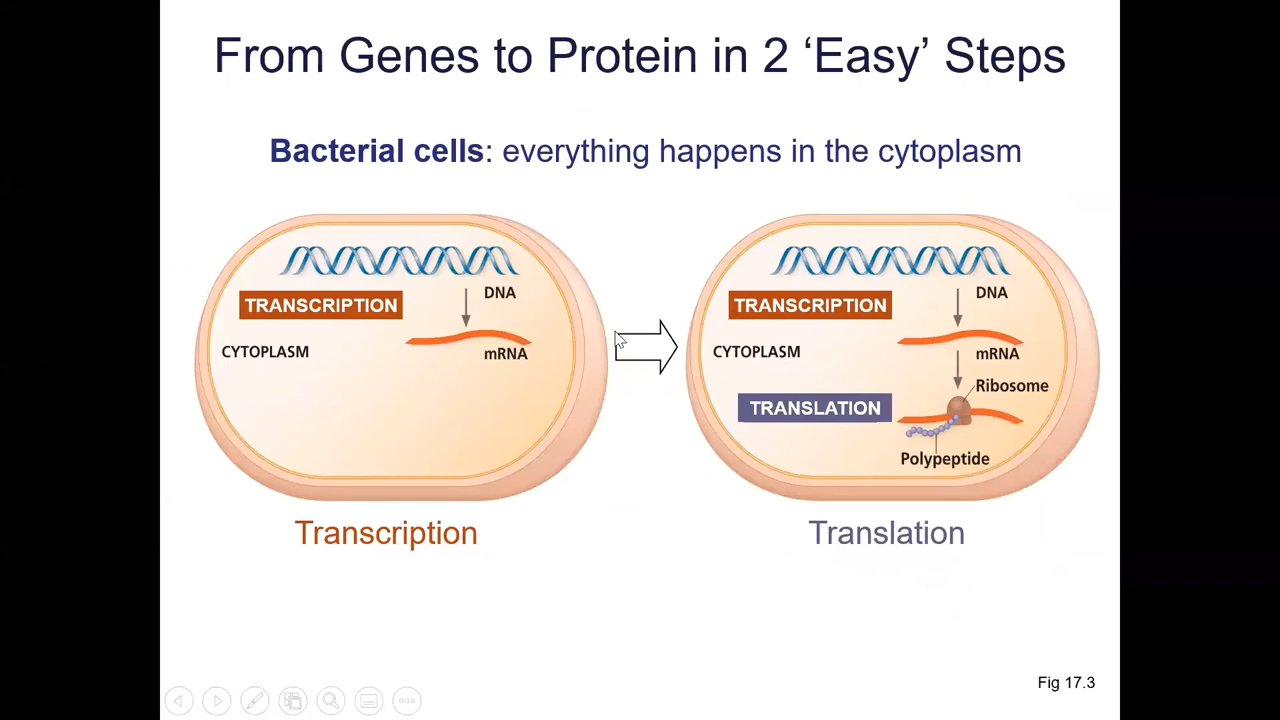 From Genes to Protein in 2 ‘Easy’ Steps
Bacterial cells: everything happens in the cytoplasm
DNA
TRANSCRIPTION
CYTOPLASM
mRNA
Transcription
DNA
TRANSCRIPTION
CYTOPLASM
mRNA
Ribosome
TRANSLATION
Polypeptide
Translation
Fig 17.3